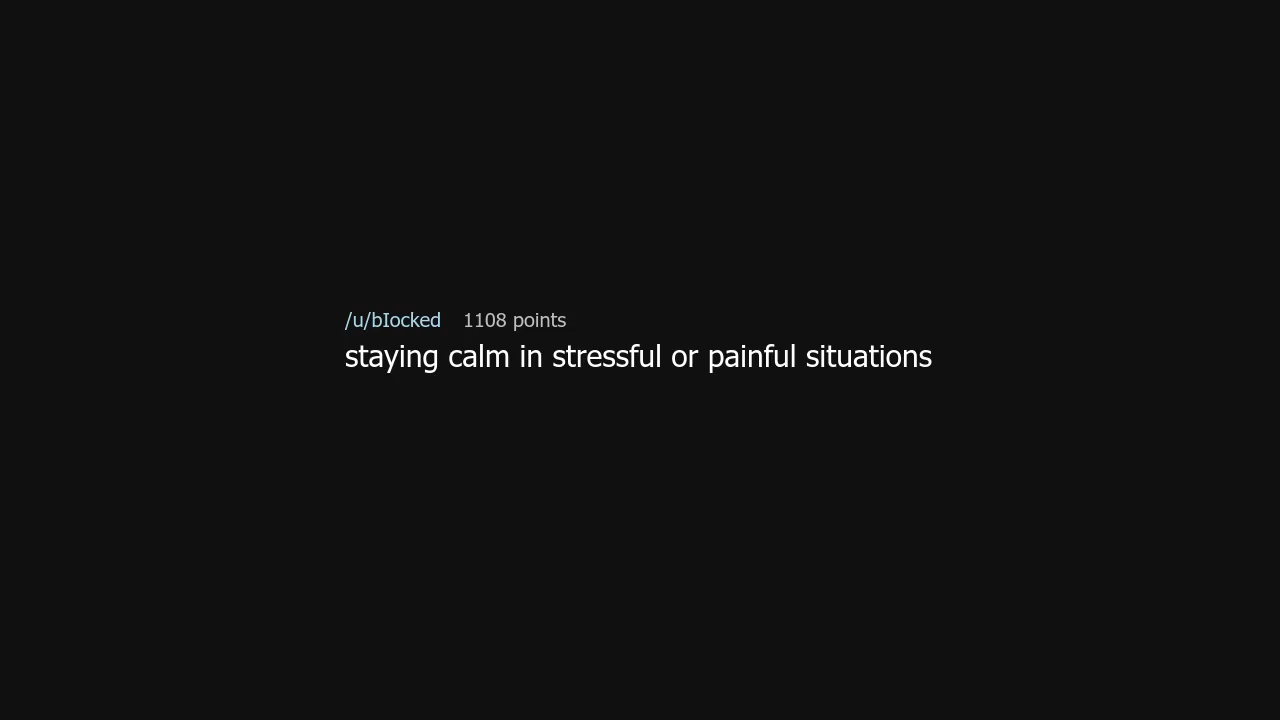 /u/bIocked 1108 points
staying calm in stressful or painful situations